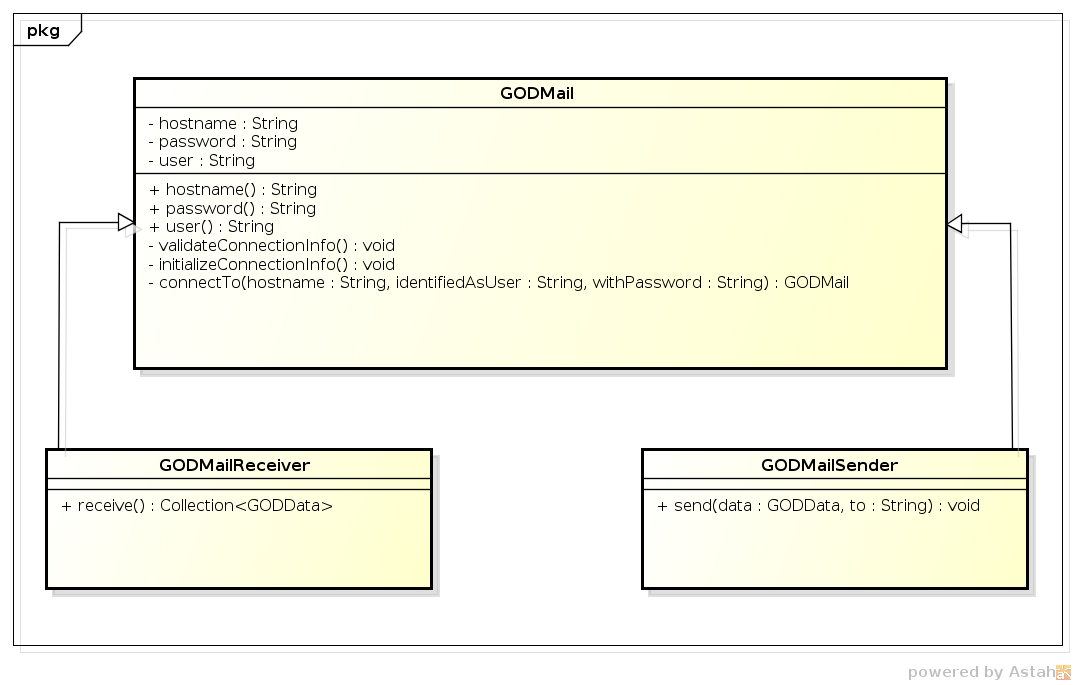 pkg
GODMail
- hostname : String
- password : String
- user : String
+ hostname() : String
+ password() : String
+ user() : String
- validateConnectionInfo() : void
- initializeConnectionInfo() : void
- connectTo(hostname : String, identifiedAsUser : String, withPassword : String) : GODMail
GODMailReceiver
+ receive() : Collection<GODData>
GODMailSender
+ send(data : GODData, to : String) : void
powered by Astah